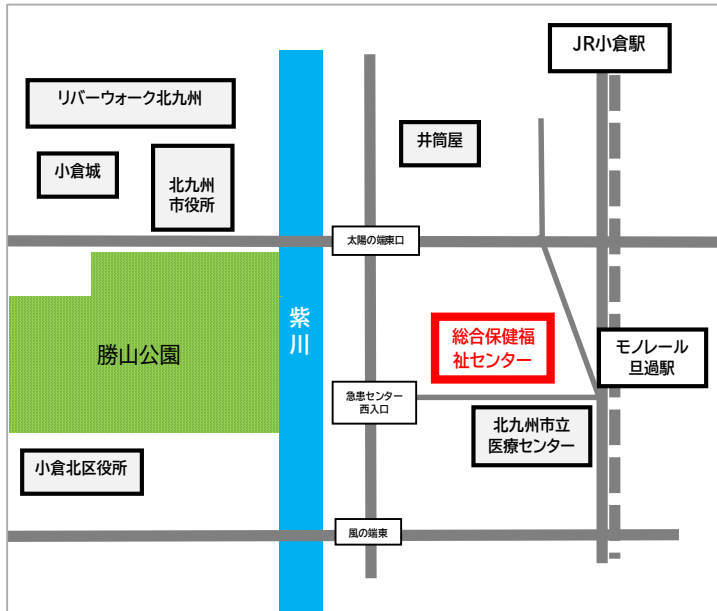 JR小倉駅
リバーウォーク北九州
井筒屋
小倉城
北九州
市役所
太陽の端東口
紫川
総合保健福
祉センター
勝山公園
モノレール
旦過駅
急患センター
西入口
北九州市立
医療センター
小倉北区役所
風の端東